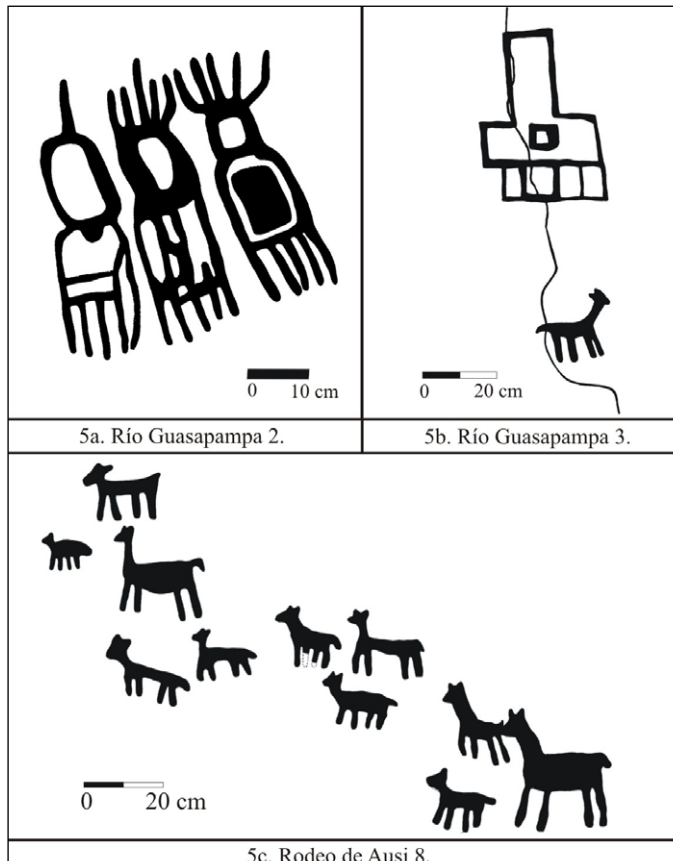 0 10 cm
0 20 cm
5a. Río Guasapampa 2.
5b. Río Guasapampa 3.
0 20 cm
5c. Rodeo de Ausi 8.